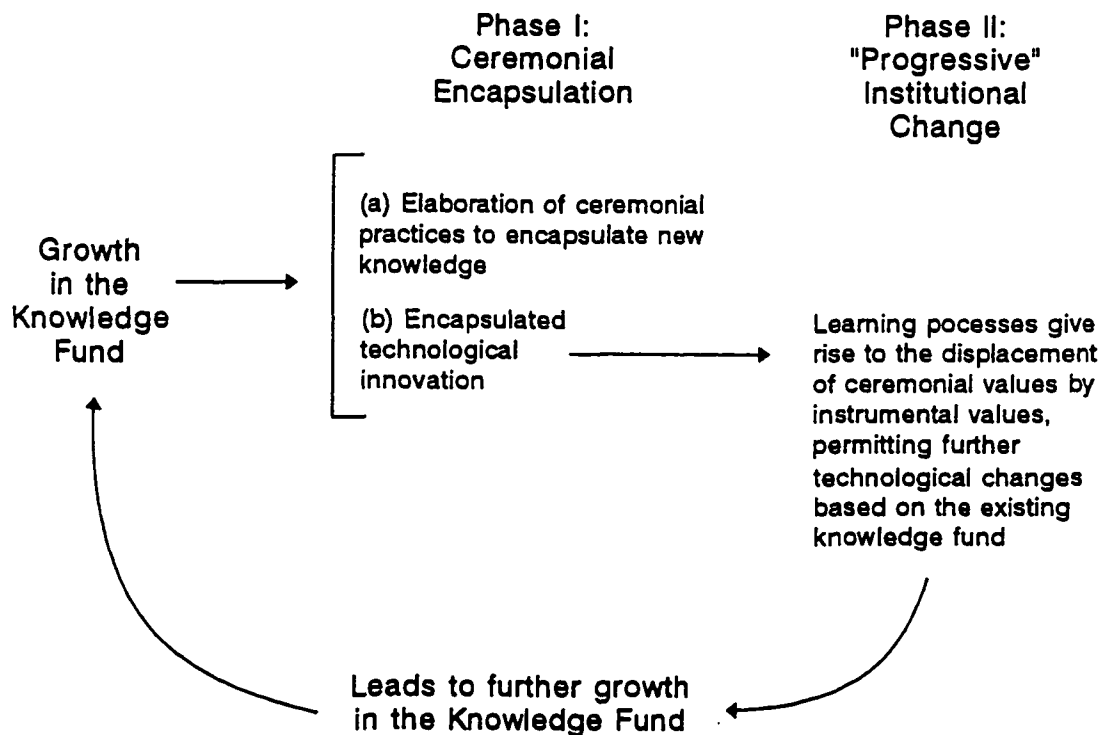 Phase I:
Ceremonial
Encapsulation
Phase II:
"Progressive"
Institutional
Change
Growth
in the
Knowledge
Fund
(a) Elaboration of ceremonial
practices to encapsulate new
knowledge
(b) Encapsulated
technological
innovation
Learning pocesses give
rise to the displacement
of ceremonial values by
instrumental values,
permitting further
technological changes
based on the existing
knowledge fund
Leads to further growth
in the Knowledge Fund